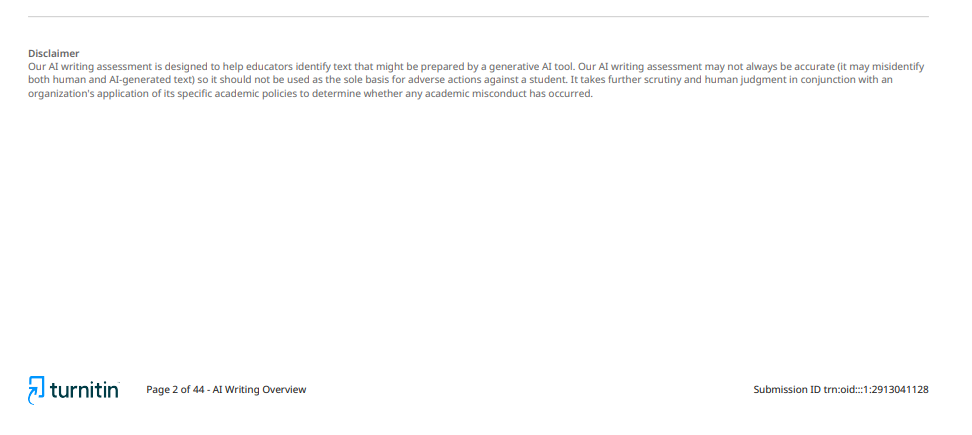 Disclaimer
Our AI writing assessment is designed to help educators identify text that might be prepared by a generative AI tool. Our AI writing assessment may not always be accurate (it may misidentify
both human and AI-generated text) so it should not be used as the sole basis for adverse actions against a student. It takes further scrutiny and human judgment in conjunction with an
organization's application of its specific academic policies to determine whether any academic misconduct has occurred.
turnitin
Page 2 of 44 - AI Writing Overview
Submission ID trn:oid:::1:2913041128